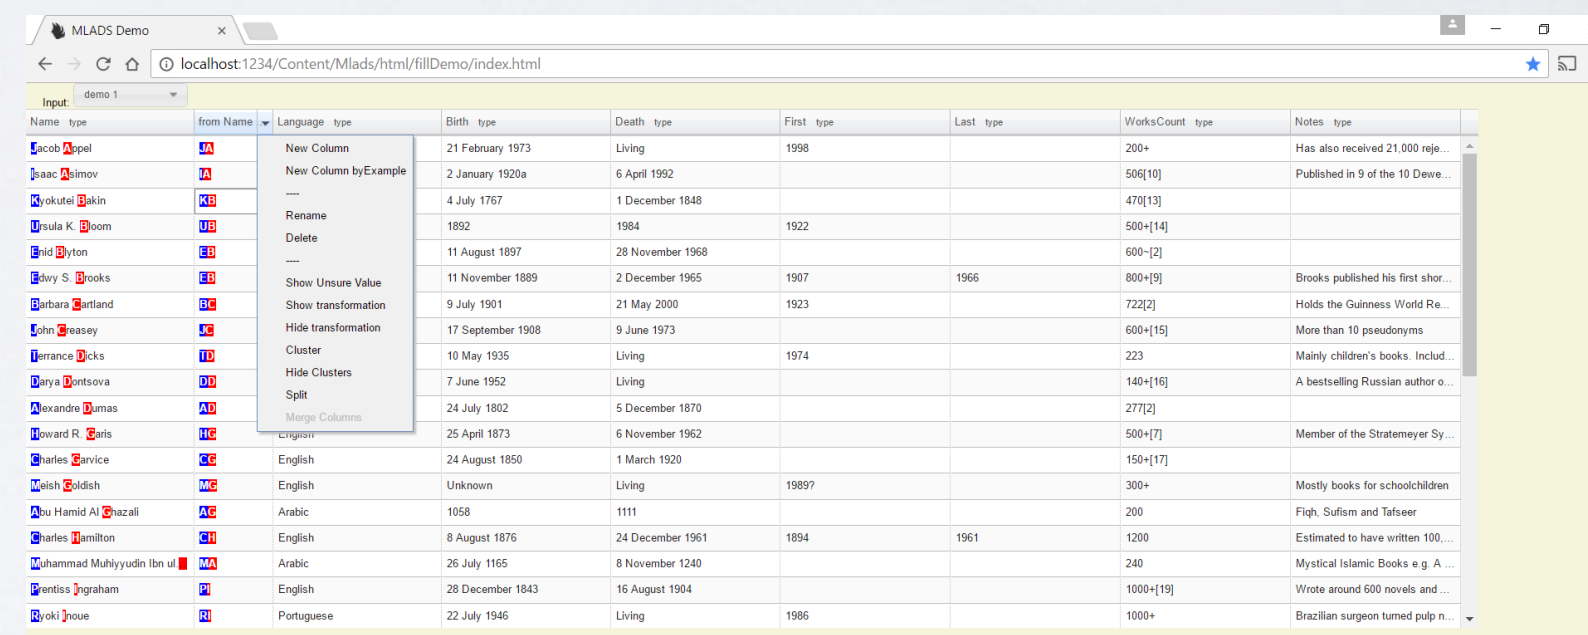 MLADS Demo
localhost:1234/Content/Mlads/html/fillDemo/index.html
Input: demo 1
Name type from Name Language type Birth type Death type First type Last type WorksCount type Notes type
Jacob Appel JA 21 February 1973 Living 1998 200+ Has also received 21,000 reje...
Isaac Asimov IA 2 January 1920a 6 April 1992 506[10] Published in 9 of the 10 Dewe...
Kyokutei Bakin KB 4 July 1767 1 December 1848 470[13]
Ursula K. Bloom UB 1892 1984 1922 500+[14]
Enid Blyton EB 11 August 1897 28 November 1968 600~[2]
Edwy S. Brooks EB 11 November 1889 2 December 1965 1907 1966 800+[9] Brooks published his first shor...
Barbara Cartland BC 9 July 1901 21 May 2000 1923 722[2] Holds the Guinness World Re...
John Creasey JC 17 September 1908 9 June 1973 600+[15] More than 10 pseudonyms
Terrance Dicks TD 10 May 1935 Living 1974 223 Mainly children's books. Includ...
Darya Dontsova DD 7 June 1952 Living 140+[16] A bestselling Russian author o...
Alexandre Dumas AD 24 July 1802 5 December 1870 277[2]
Howard R. Garis HG English 25 April 1873 6 November 1962 500+[7] Member of the Stratemeyer Sy...
Charles Garvice CG English 24 August 1850 1 March 1920 150+[17]
Meish Goldish MG English Unknown Living 1989? 300+ Mostly books for schoolchildren
Abu Hamid Al Ghazali AG Arabic 1058 1111 200 Fiqh, Sufism and Tafseer
Charles Hamilton CH English 8 August 1876 24 December 1961 1894 1961 1200 Estimated to have written 100,...
Muhammad Muhiyyudin Ibn ul. MA Arabic 26 July 1165 8 November 1240 240 Mystical Islamic Books e.g. A ...
Prentiss Ingraham PI English 28 December 1843 16 August 1904 1000+[19] Wrote around 600 novels and ...
Ryoki Inoue RI Portuguese 22 July 1946 Living 1986 1000+ Brazilian surgeon turned pulp n...
New Column
New Column byExample
----
Rename
Delete
----
Show Unsure Value
Show transformation
Hide transformation
Cluster
Hide Clusters
Split
Merge Columns